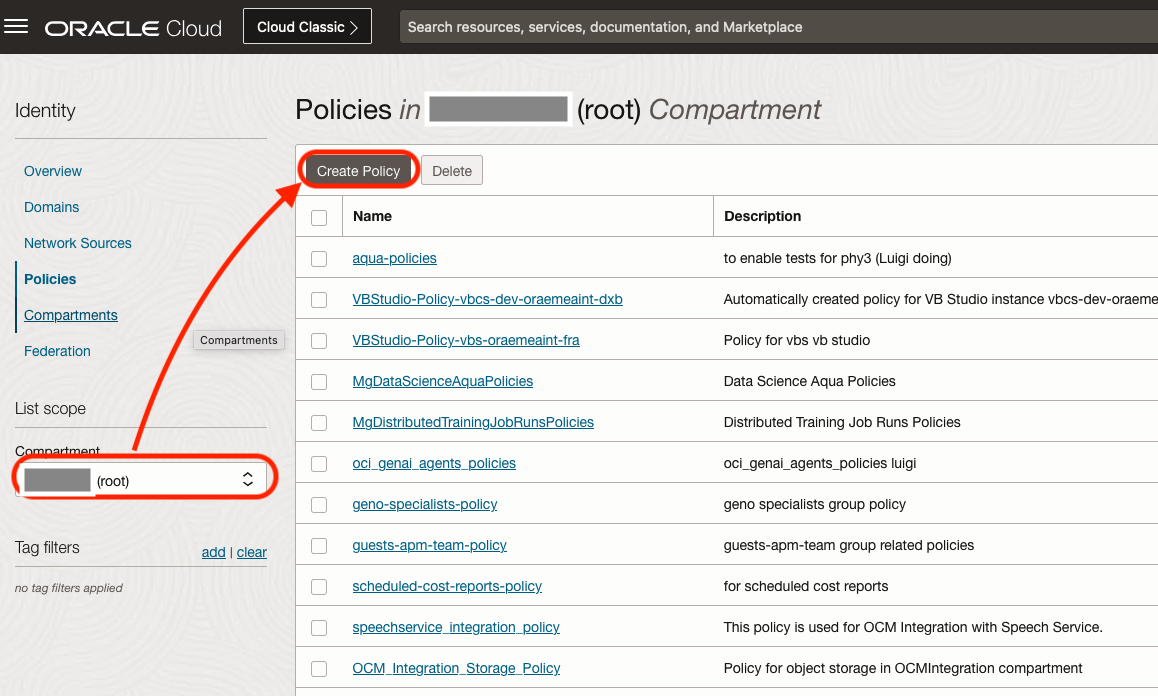 ORACLE Cloud
Cloud Classic >
Search resources, services, documentation, and Marketplace
Identity
Overview
Domains
Network Sources
Policies
Compartments
Federation
Compartments
List scope
Compartment
(root)
Tag filters
add | clear
no tag filters applied
Policies in (root) Compartment
Create Policy
Delete
Name Description
aqua-policies to enable tests for phy3 (Luigi doing)
VBStudio-Policy-vbcs-dev-oraemeaint-dxb Automatically created policy for VB Studio instance vbcs-dev-oraeme
VBStudio-Policy-vbs-oraemeaint-fra Policy for vbs vb studio
MgDataScienceAquaPolicies Data Science Aqua Policies
MgDistributedTrainingJobRunsPolicies Distributed Training Job Runs Policies
oci_genai_agents_policies oci_genai_agents_policies luigi
geno-specialists-policy geno specialists group policy
guests-apm-team-policy guests-apm-team group related policies
scheduled-cost-reports-policy for scheduled cost reports
speechservice_integration_policy This policy is used for OCM Integration with Speech Service.
OCM_Integration_Storage_Policy Policy for object storage in OCMIntegration compartment